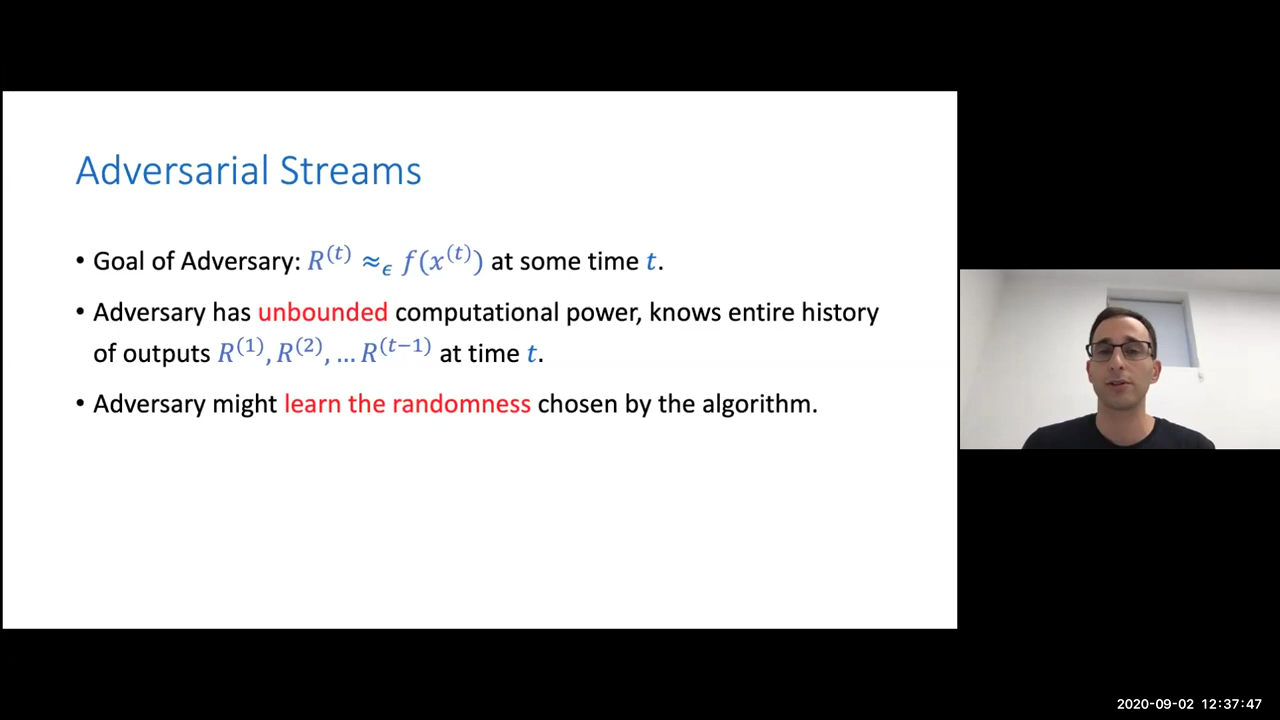 Adversarial Streams
• Goal of Adversary: R^(t) ≈_ϵ f(x^(t)) at some time t.
• Adversary has unbounded computational power, knows entire history
of outputs R^(1), R^(2), … R^(t−1) at time t.
• Adversary might learn the randomness chosen by the algorithm.
2020-09-02 12:37:47